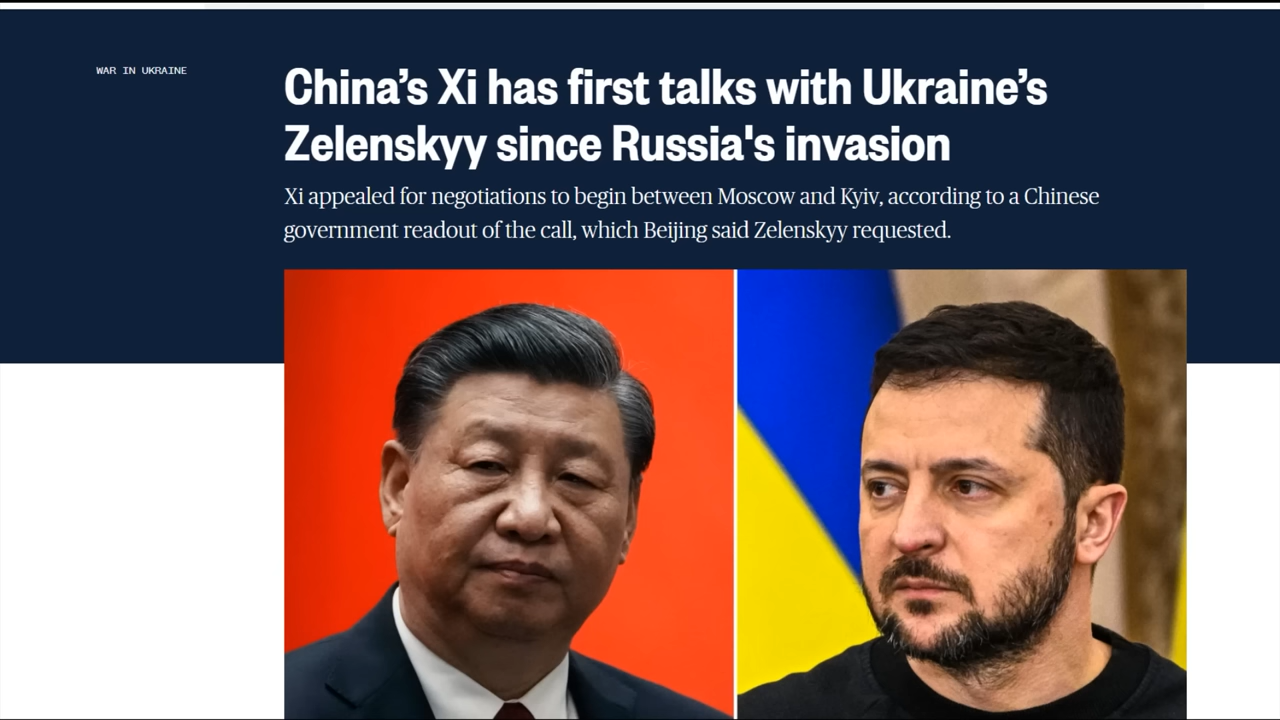 WAR IN UKRAINE
China’s Xi has first talks with Ukraine’s
Zelenskyy since Russia's invasion
Xi appealed for negotiations to begin between Moscow and Kyiv, according to a Chinese
government readout of the call, which Beijing said Zelenskyy requested.